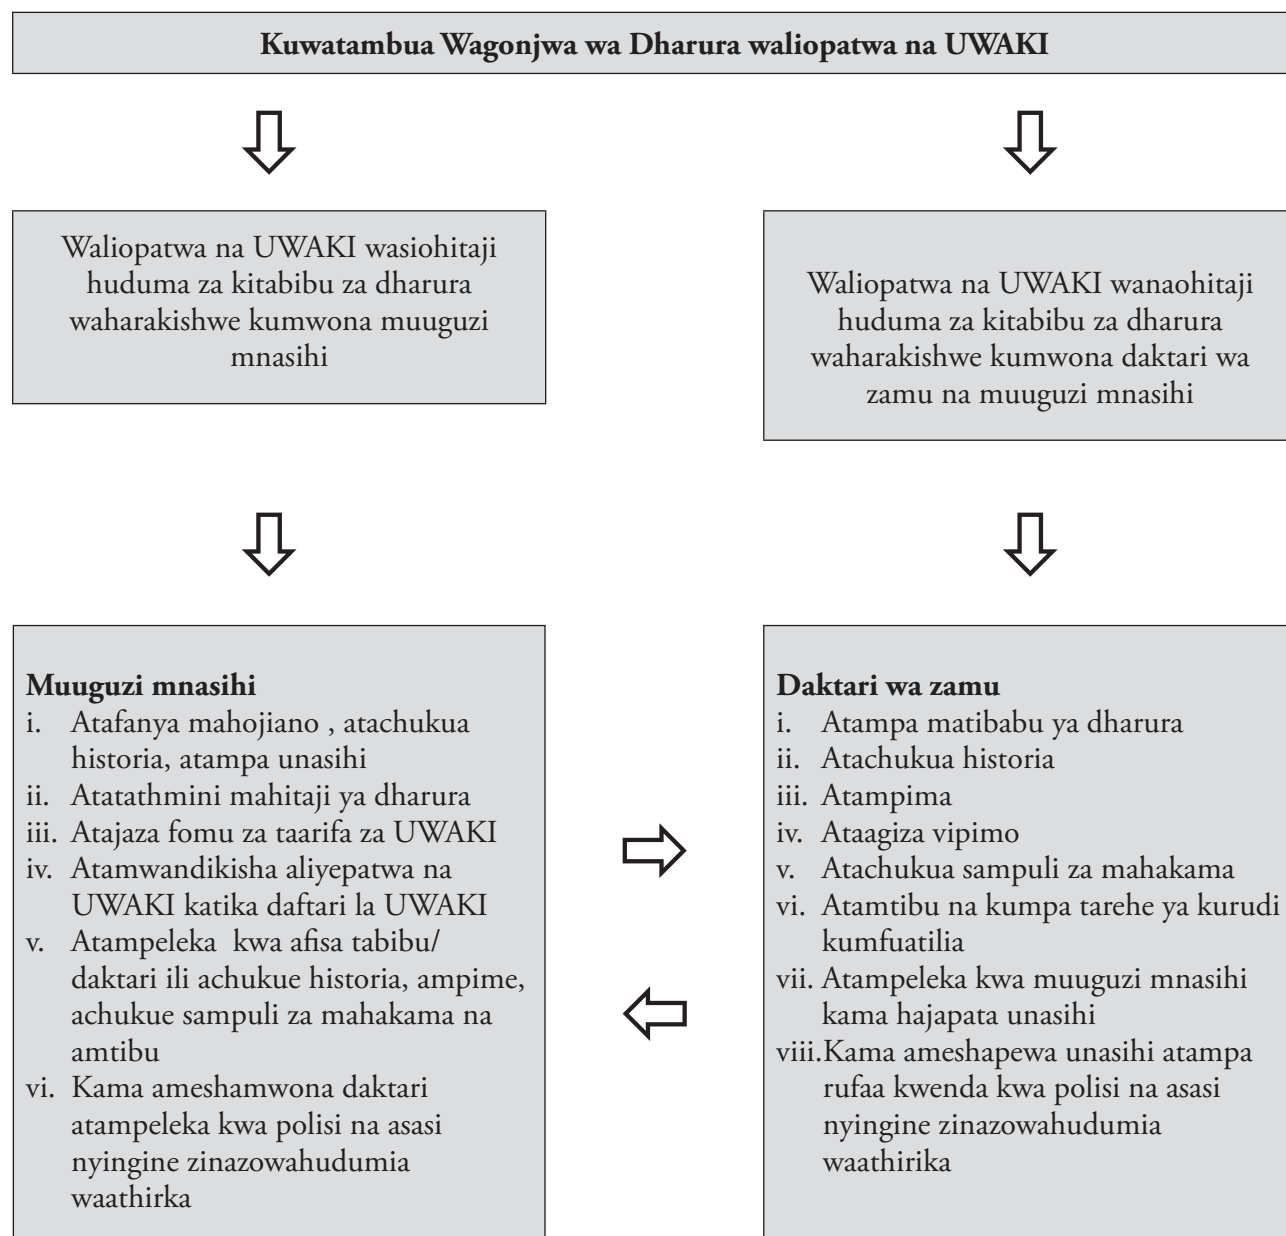 Kuwatambua Wagonjwa wa Dharura waliopatwa na UWAKI
Waliopatwa na UWAKI wasiohitaji
huduma za kitabibu za dharura
waharakishwe kumwona muuguzi
mnasihi
Waliopatwa na UWAKI wanaohitaji
huduma za kitabibu za dharura
waharakishwe kumwona daktari wa
zamu na muuguzi mnasihi
Muuguzi mnasihi
i. Atafanya mahojiano , atachukua
historia, atampa unasihi
ii. Atatathmini mahitaji ya dharura
iii. Atajaza fomu za taarifa za UWAKI
iv. Atamwandikisha aliyepatwa na
UWAKI katika daftari la UWAKI
v. Atampeleka kwa afisa tabibu/
daktari ili achukue historia, ampime,
achukue sampuli za mahakama na
amtibu
vi. Kama ameshamwona daktari
atampeleka kwa polisi na asasi
nyingine zinazowahudumia
waathirka
Daktari wa zamu
i. Atampa matibabu ya dharura
ii. Atachukua historia
iii. Atampima
iv. Ataagiza vipimo
v. Atachukua sampuli za mahakama
vi. Atamtibu na kumpa tarehe ya kurudi
kumfuatilia
vii. Atampeleka kwa muuguzi mnasihi
kama hajapata unasihi
viii.Kama ameshapewa unasihi atampa
rufaa kwenda kwa polisi na asasi
nyingine zinazowahudumia
waathirika